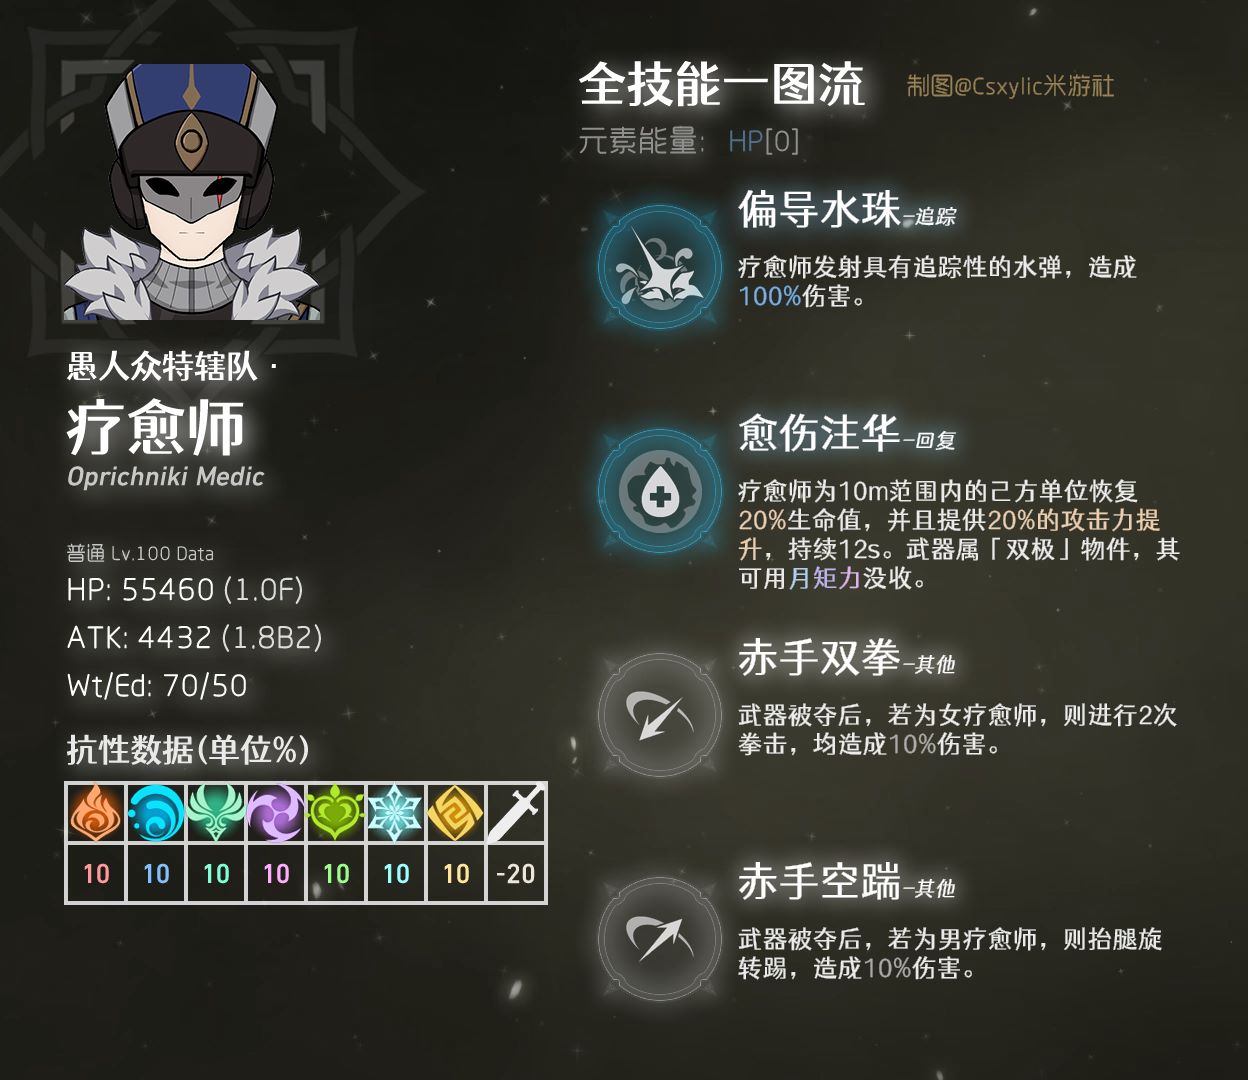 全技能一图流
制图@Csxylic米游社
元素能量: HP[0]
偏导水珠-追踪
疗愈师发射具有追踪性的水弹，造成
100%伤害。
愈伤注华-回复
疗愈师为10m范围内的己方单位恢复
20%生命值，并且提供20%的攻击力提
升，持续12s。武器属「双极」物件，其
可用月矩力没收。
赤手双拳-其他
武器被夺后，若为女疗愈师，则进行2次
拳击，均造成10%伤害。
赤手空踹-其他
武器被夺后，若为男疗愈师，则抬腿旋
转踢，造成10%伤害。
愚人众特辖队·
疗愈师
Oprichniki Medic
普通 Lv.100 Data
HP: 55460 (1.0F)
ATK: 4432 (1.8B2)
Wt/Ed: 70/50
抗性数据(单位%)
10 10 10 10 10 10 10 -20